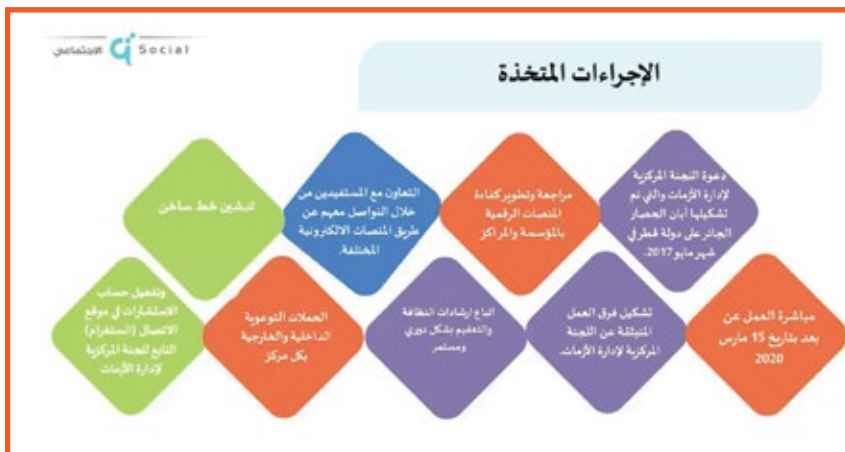 الاجتماعي Social
الإجراءات المتخذة
دعوة اللجنة المركزية
لإدارة الأزمات والتي تم
تشكيلها أبان الحصار
الجائر على دولة قطر في
شهر مايو 2017.
مراجعة وتطوير كفاءة
المنصات الرقمية
بالمؤسسة والمراكز
التعاون مع المستفيدين من
خلال التواصل معهم عن
طريق المنصات الالكترونية
المختلفة.
تدشين خط ساخن
مباشرة العمل عن
بعد بتاريخ 15 مارس
2020
تشكيل فرق العمل
المنبثقة عن اللجنة
المركزية لإدارة الأزمات.
اتباع ارشادات النظافة
والتعقيم بشكل دوري
ومستمر
الحملات التوعوية
الداخلية والخارجية
بكل مركز
وتفعيل حساب
الاستشارات في موقع
الاتصال (انستغرام)
التابع للجنة المركزية
لإدارة الأزمات